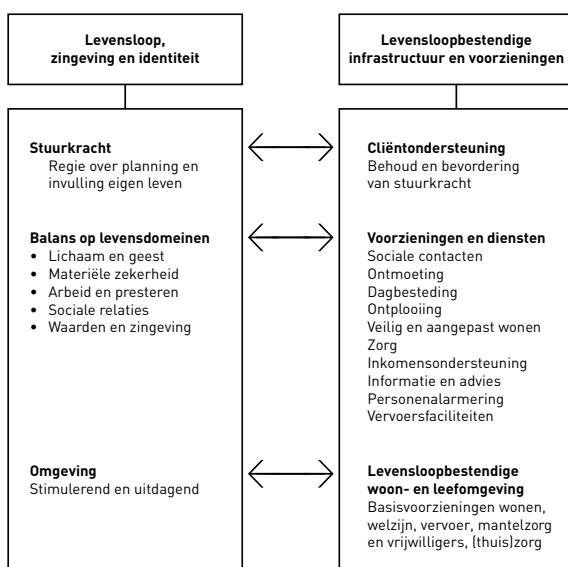 Levensloop,
zingeving en identiteit
Stuurkracht
Regie over planning en
invulling eigen leven
Balans op levensdomeinen
• Lichaam en geest
• Materiële zekerheid
• Arbeid en presteren
• Sociale relaties
• Waarden en zingeving
Omgeving
Stimulerend en uitdagend
Levensloopbestendige
infrastructuur en voorzieningen
Cliëntondersteuning
Behoud en bevordering
van stuurkracht
Voorzieningen en diensten
Sociale contacten
Ontmoeting
Dagbesteding
Ontplooiing
Veilig en aangepast wonen
Zorg
Inkomensondersteuning
Informatie en advies
Personenalarmering
Vervoersfaciliteiten
Levensloopbestendige
woon- en leefomgeving
Basisvoorzieningen wonen,
welzijn, vervoer, mantelzorg
en vrijwilligers, (thuis)zorg